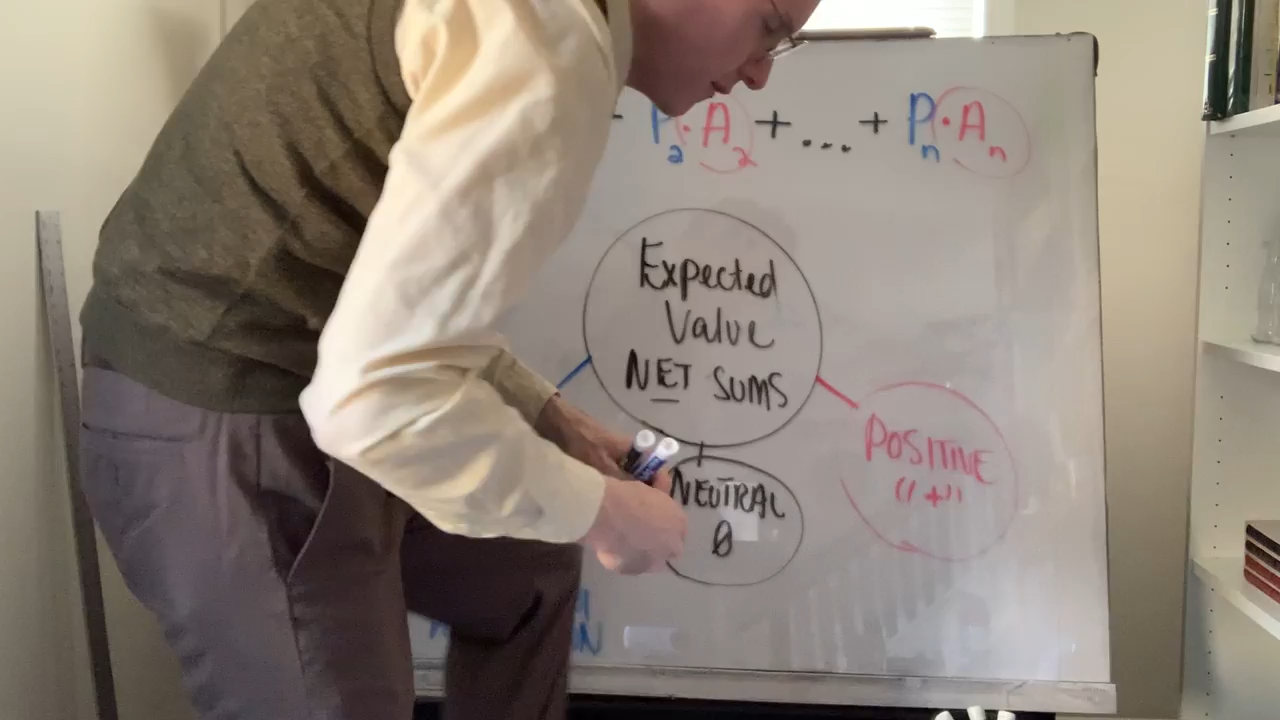 P₂ · A₂ + ... + Pₙ · Aₙ
Expected
Value
NET SUMS
POSITIVE
"+"
NEUTRAL
0